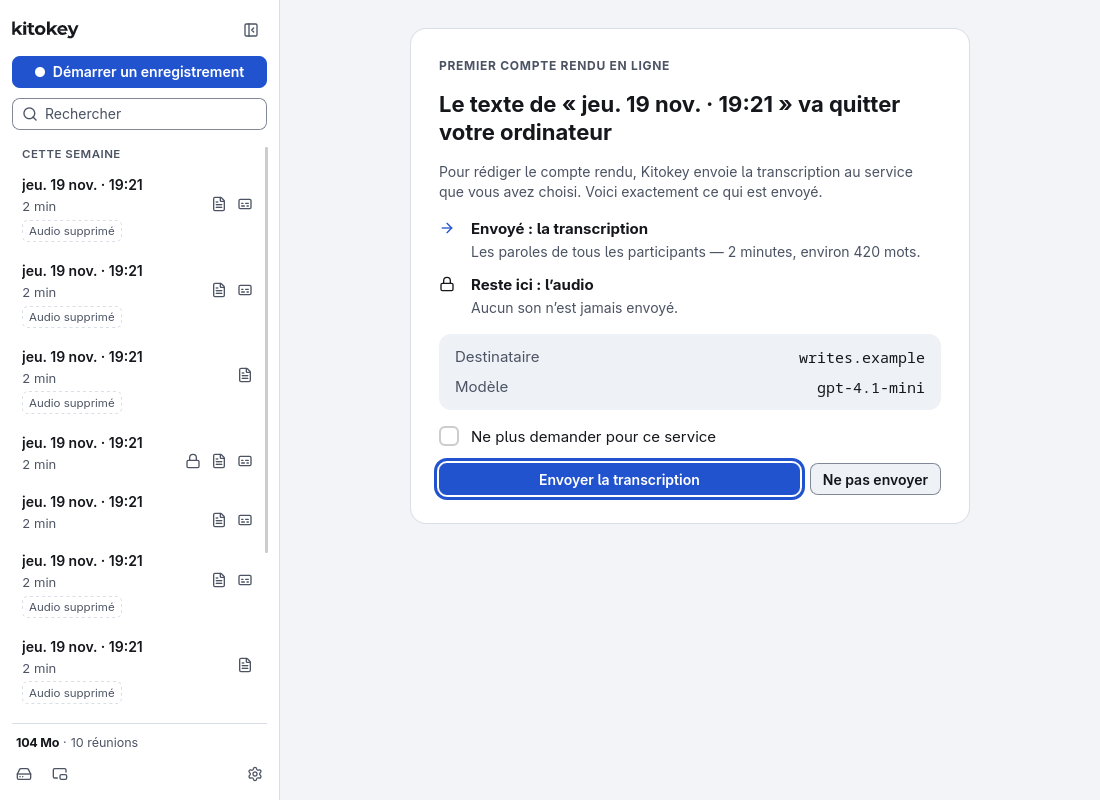 kitokey
Démarrer un enregistrement
Rechercher
CETTE SEMAINE
jeu. 19 nov. · 19:21
2 min
Audio supprimé
jeu. 19 nov. · 19:21
2 min
Audio supprimé
jeu. 19 nov. · 19:21
2 min
Audio supprimé
jeu. 19 nov. · 19:21
2 min
jeu. 19 nov. · 19:21
2 min
jeu. 19 nov. · 19:21
2 min
Audio supprimé
jeu. 19 nov. · 19:21
2 min
Audio supprimé
104 Mo · 10 réunions
PREMIER COMPTE RENDU EN LIGNE
Le texte de « jeu. 19 nov. · 19:21 » va quitter
votre ordinateur
Pour rédiger le compte rendu, Kitokey envoie la transcription au service
que vous avez choisi. Voici exactement ce qui est envoyé.
Envoyé : la transcription
Les paroles de tous les participants — 2 minutes, environ 420 mots.
Reste ici : l’audio
Aucun son n’est jamais envoyé.
Destinataire writes.example
Modèle gpt-4.1-mini
Ne plus demander pour ce service
Envoyer la transcription Ne pas envoyer